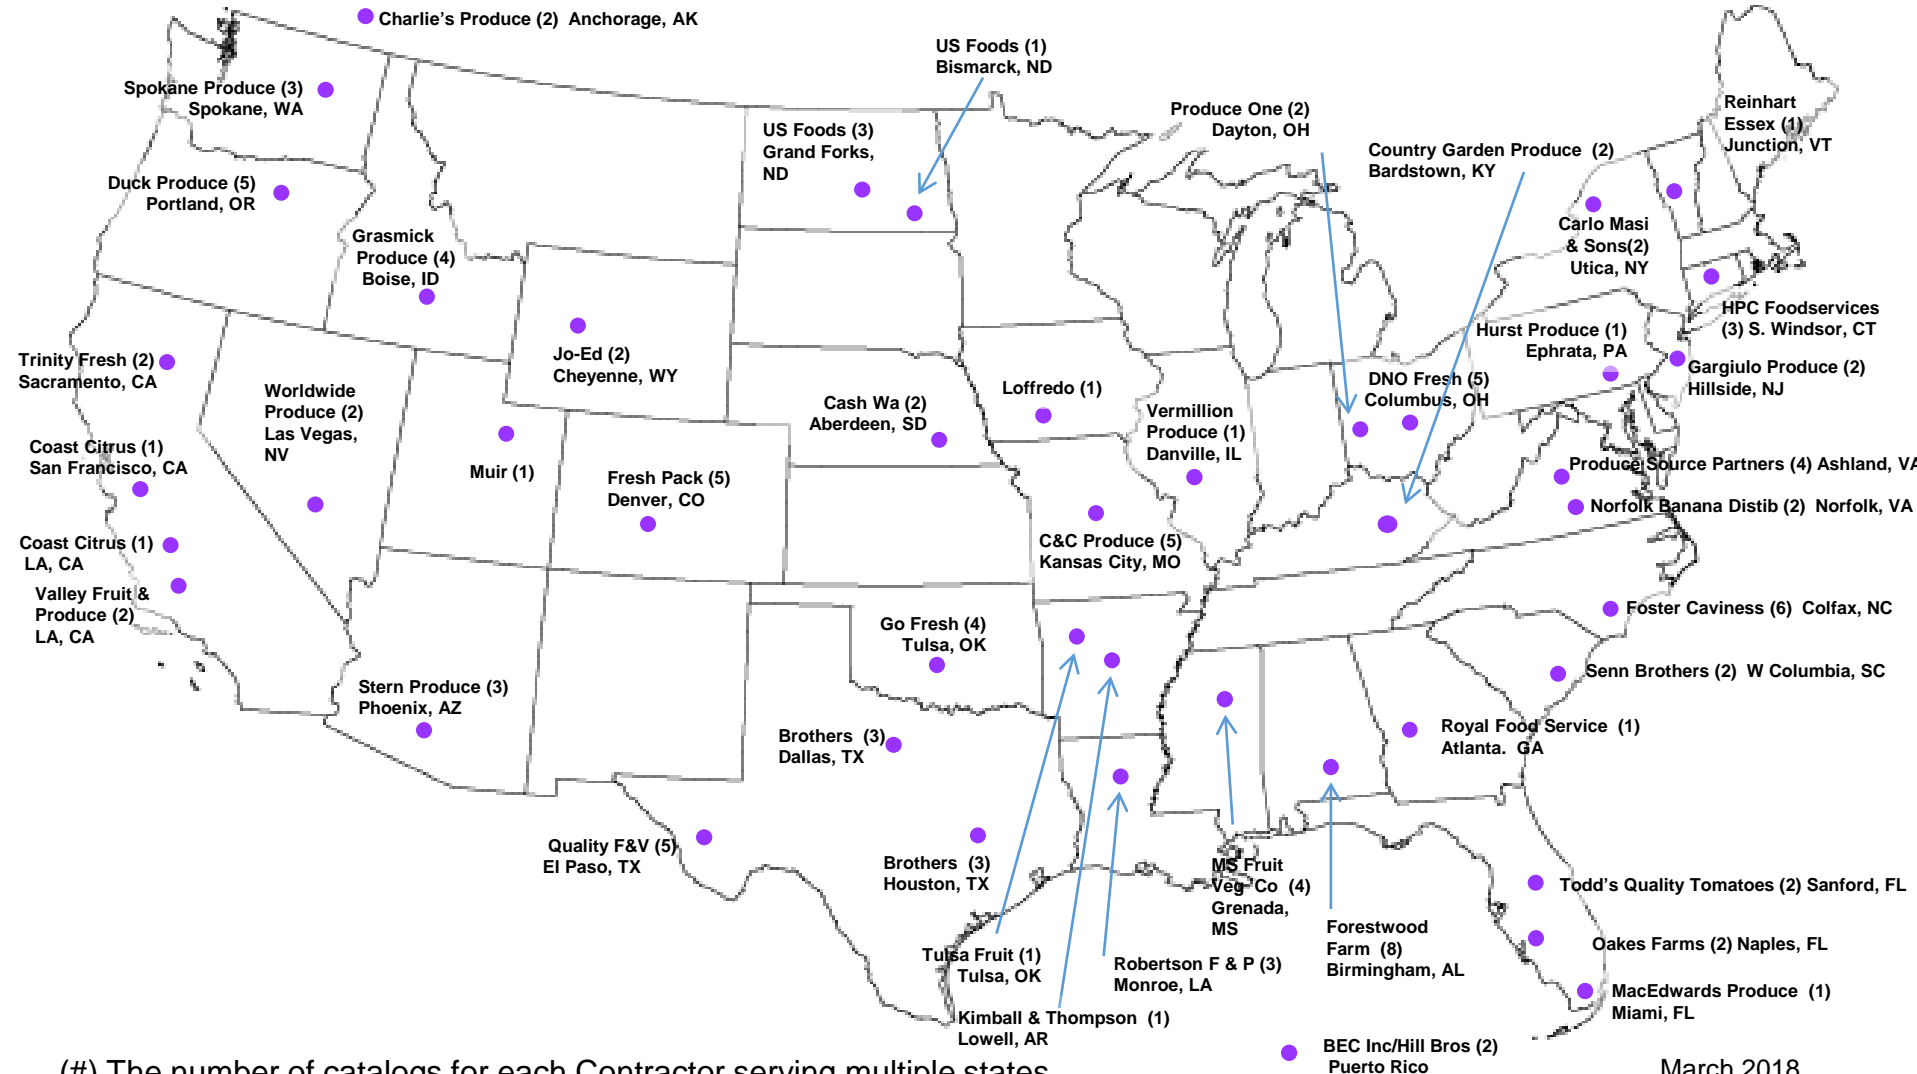 Charlie's Produce (2)  Anchorage, AK
US Foods (1)
Bismarck, ND
Spokane Produce (3)
Spokane, WA
US Foods (3)
Grand Forks,
ND
Produce One (2)
Dayton, OH
Country Garden Produce  (2)
Bardstown, KY
Reinhart
Essex (1)
Junction, VT
Duck Produce (5)
Portland, OR
Grasmick
Produce (4)
Boise, ID
Carlo Masi
& Sons(2)
Utica, NY
HPC Foodservices
(3) S. Windsor, CT
Hurst Produce (1)
Ephrata, PA
Gargiulo Produce (2)
Hillside, NJ
Trinity Fresh (2)
Sacramento, CA
Jo-Ed (2)
Cheyenne, WY
Worldwide
Produce (2)
Las Vegas,
NV
Cash Wa (2)
Aberdeen, SD
Loffredo (1)
Vermillion
Produce (1)
Danville, IL
DNO Fresh (5)
Columbus, OH
Coast Citrus (1)
San Francisco, CA
Muir (1)
Fresh Pack (5)
Denver, CO
Produce Source Partners (4) Ashland, VA
Norfolk Banana Distib (2)  Norfolk, VA
Coast Citrus (1)
LA, CA
C&C Produce (5)
Kansas City, MO
Valley Fruit &
Produce (2)
LA, CA
Go Fresh (4)
Tulsa, OK
Foster Caviness (6)  Colfax, NC
Senn Brothers (2)  W Columbia, SC
Stern Produce (3)
Phoenix, AZ
Brothers  (3)
Dallas, TX
Royal Food Service  (1)
Atlanta.  GA
Quality F&V (5)
El Paso, TX
Brothers  (3)
Houston, TX
MS Fruit
Veg  Co  (4)
Grenada,
MS
Todd's Quality Tomatoes (2) Sanford, FL
Forestwood
Farm  (8)
Birmingham, AL
Oakes Farms (2) Naples, FL
Tulsa Fruit (1)
Tulsa, OK
Robertson F & P (3)
Monroe, LA
MacEdwards Produce  (1)
Miami, FL
Kimball & Thompson  (1)
Lowell, AR
BEC Inc/Hill Bros (2)
Puerto Rico
(#) The number of catalogs for each Contractor serving multiple states
March 2018